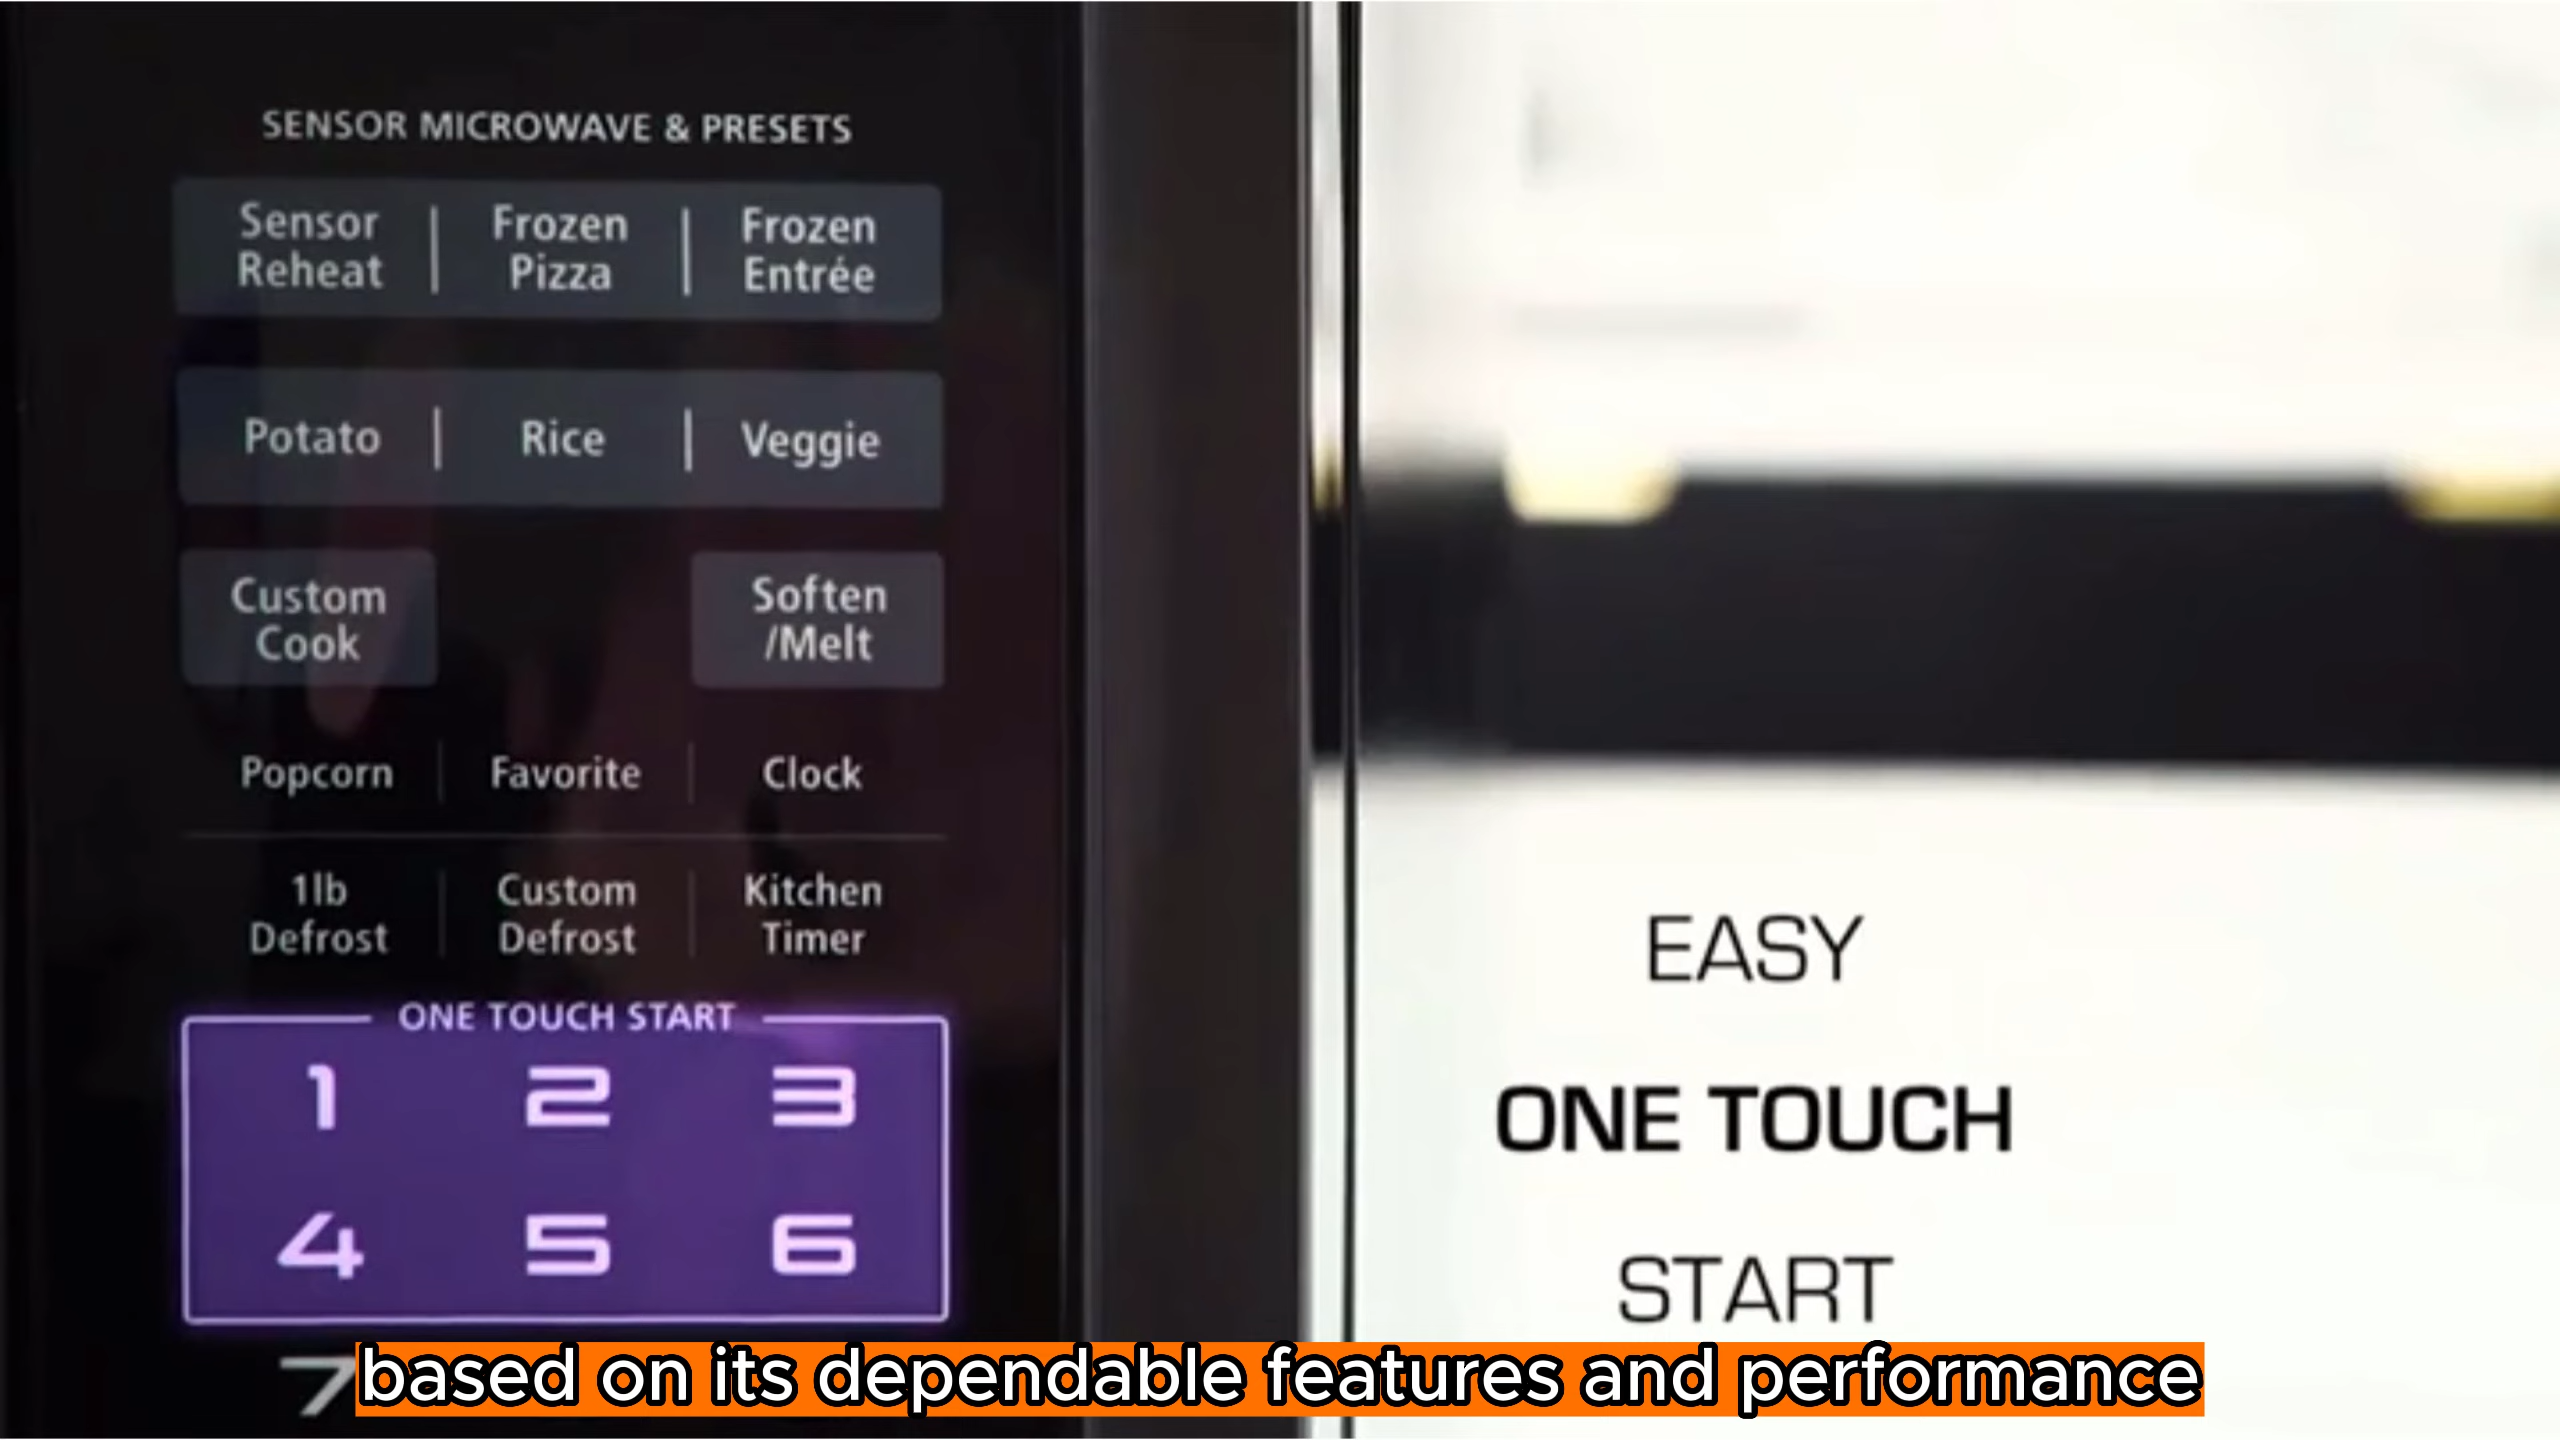 SENSOR MICROWAVE & PRESETS
Sensor Reheat | Frozen Pizza | Frozen Entrée
Potato | Rice | Veggie
Custom Cook
Soften /Melt
Popcorn | Favorite | Clock
1lb Defrost | Custom Defrost | Kitchen Timer
ONE TOUCH START
1 2 3
4 5 6
7
EASY
ONE TOUCH
START
based on its dependable features and performance